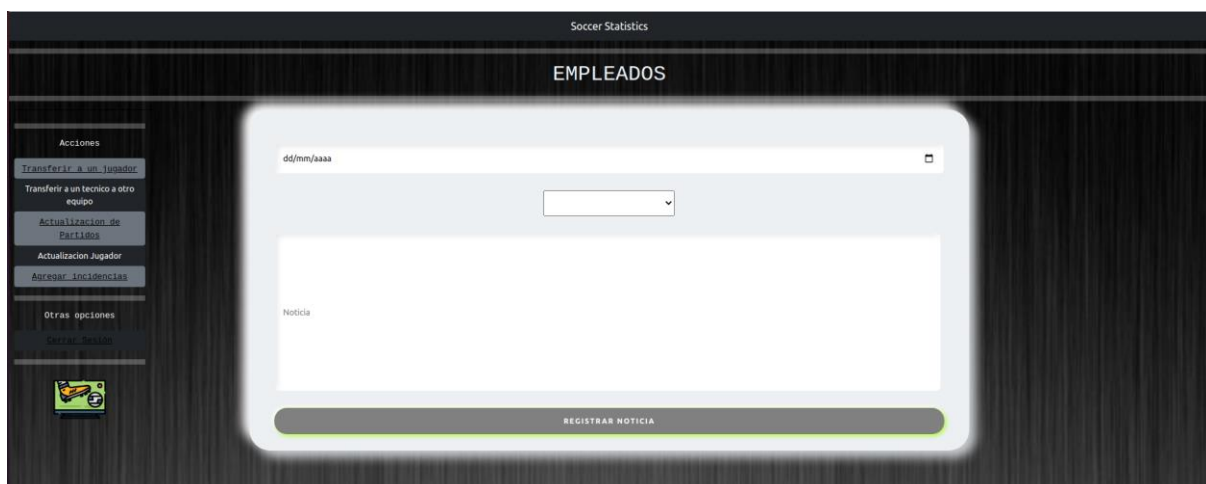 Soccer Statistics
EMPLEADOS
Acciones
Transferir a un jugador
Transferir a un tecnico a otro
equipo
Actualizacion de
Partidos
Actualizacion Jugador
Agregar incidencias
Otras opciones
Cerrar Sesión
dd/mm/aaaa
Noticia
REGISTRAR NOTICIA